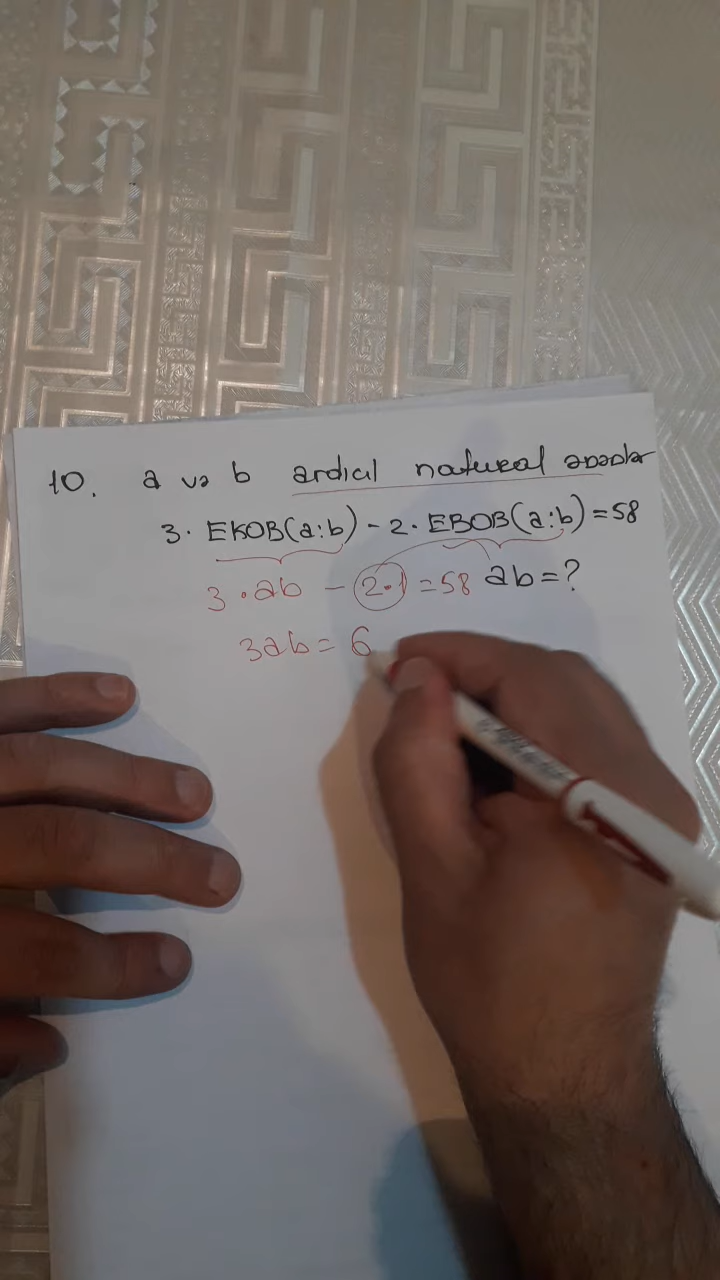 10. a və b ardıcıl natural ədədlər
3. EKOB(a:b) - 2. EBOB(a:b) = 58
3 . ab - 2.1 = 58 ab = ?
3ab = 6